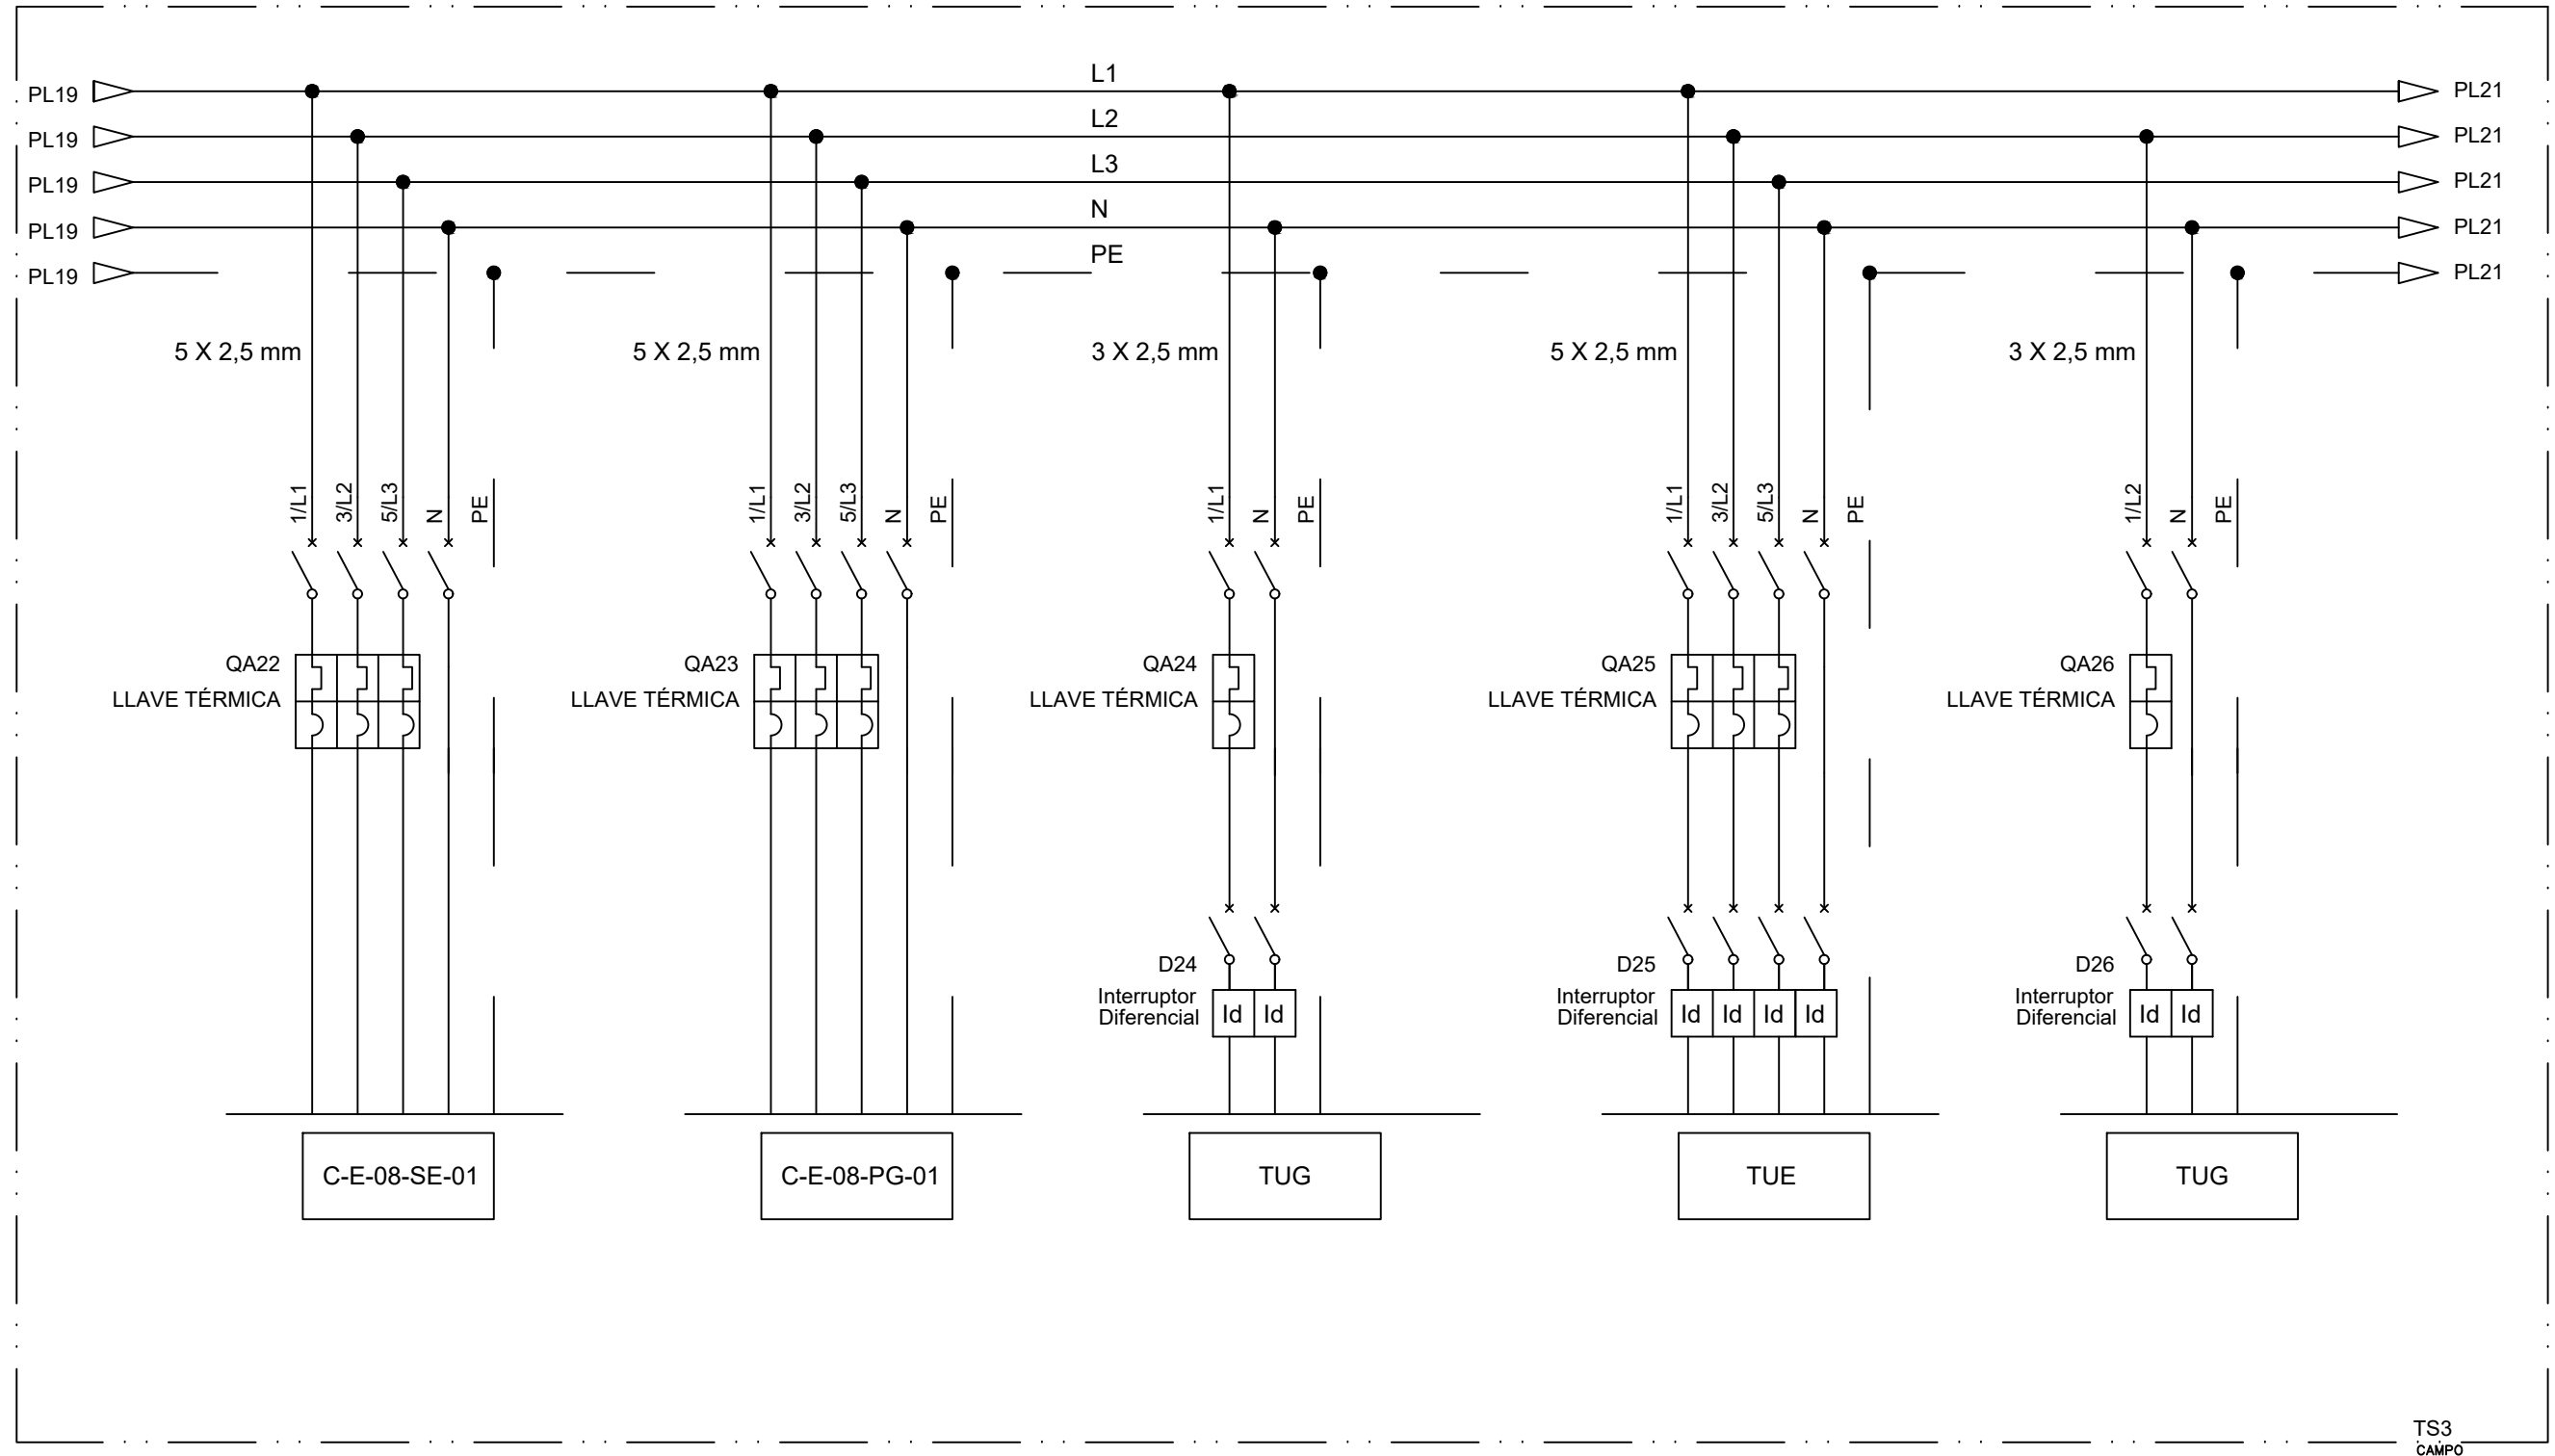 L1
PL19 PL21
L2
PL19 PL21
L3
PL19 PL21
N
PL19 PL21
PE
PL19 PL21
5 X 2,5 mm 5 X 2,5 mm 3 X 2,5 mm 5 X 2,5 mm 3 X 2,5 mm
1/L1 3/L2 5/L3 N PE 1/L1 3/L2 5/L3 N PE 1/L1 N PE 1/L1 3/L2 5/L3 N PE 1/L2 N PE
QA22 QA23 QA24 QA25 QA26
LLAVE TÉRMICA LLAVE TÉRMICA LLAVE TÉRMICA LLAVE TÉRMICA LLAVE TÉRMICA
D24 D25 D26
Interruptor Interruptor Interruptor
Diferencial Id Id Diferencial Id Id Id Id Diferencial Id Id
C-E-08-SE-01 C-E-08-PG-01 TUG TUE TUG
TS3
CAMPO